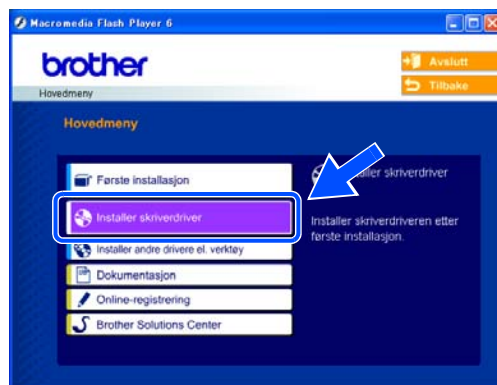 Macromedia Flash Player 6
brother
Avslutt
Tilbake
Hovedmeny
Hovedmeny
Første installasjon
Installer skriverdriver
Installer andre drivere el. verktøy
Dokumentasjon
Online-registrering
Brother Solutions Center
skriverdriver
Installer skriverdriveren etter
første installasjon.